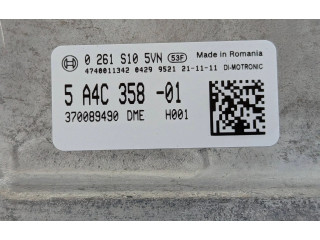 0 261 S10 5VN 53F Made in Romania
4740011342 0429 9521 21-11-11 DI-MOTRONIC
5 A4C 358 -01
370089490 DME H001